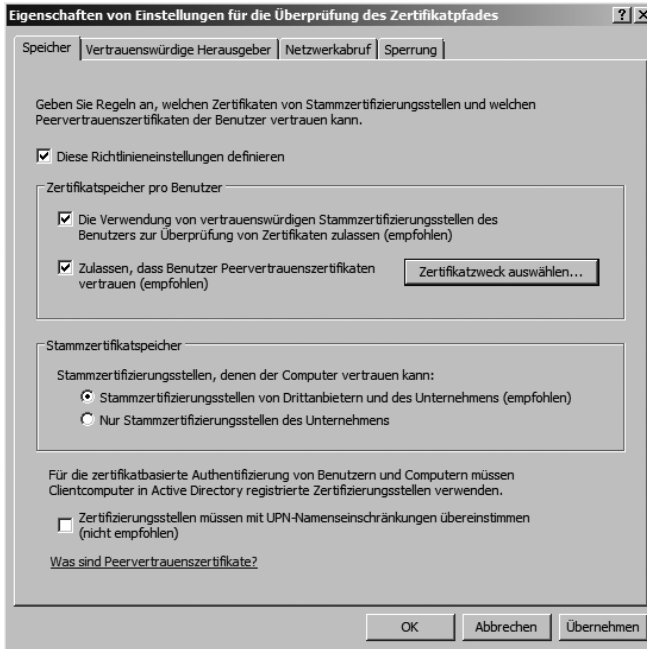 Eigenschaften von Einstellungen für die Überprüfung des Zertifikatpfades
Speicher Vertrauenswürdige Herausgeber Netzwerkabruf Sperrung
Geben Sie Regeln an, welchen Zertifikaten von Stammzertifizierungsstellen und welchen
Peervertrauenszertifikaten der Benutzer vertrauen kann.
Diese Richtlinieneinstellungen definieren
Zertifikatspeicher pro Benutzer
Die Verwendung von vertrauenswürdigen Stammzertifizierungsstellen des
Benutzers zur Überprüfung von Zertifikaten zulassen (empfohlen)
Zulassen, dass Benutzer Peervertrauenszertifikaten
vertrauen (empfohlen)
Zertifikatzweck auswählen...
Stammzertifikatspeicher
Stammzertifizierungsstellen, denen der Computer vertrauen kann:
Stammzertifizierungsstellen von Drittanbietern und des Unternehmens (empfohlen)
Nur Stammzertifizierungsstellen des Unternehmens
Für die zertifikatbasierte Authentifizierung von Benutzern und Computern müssen
Clientcomputer in Active Directory registrierte Zertifizierungsstellen verwenden.
Zertifizierungsstellen müssen mit UPN-Namenseinschränkungen übereinstimmen
(nicht empfohlen)
Was sind Peervertrauenszertifikate?
OK Abbrechen Übernehmen